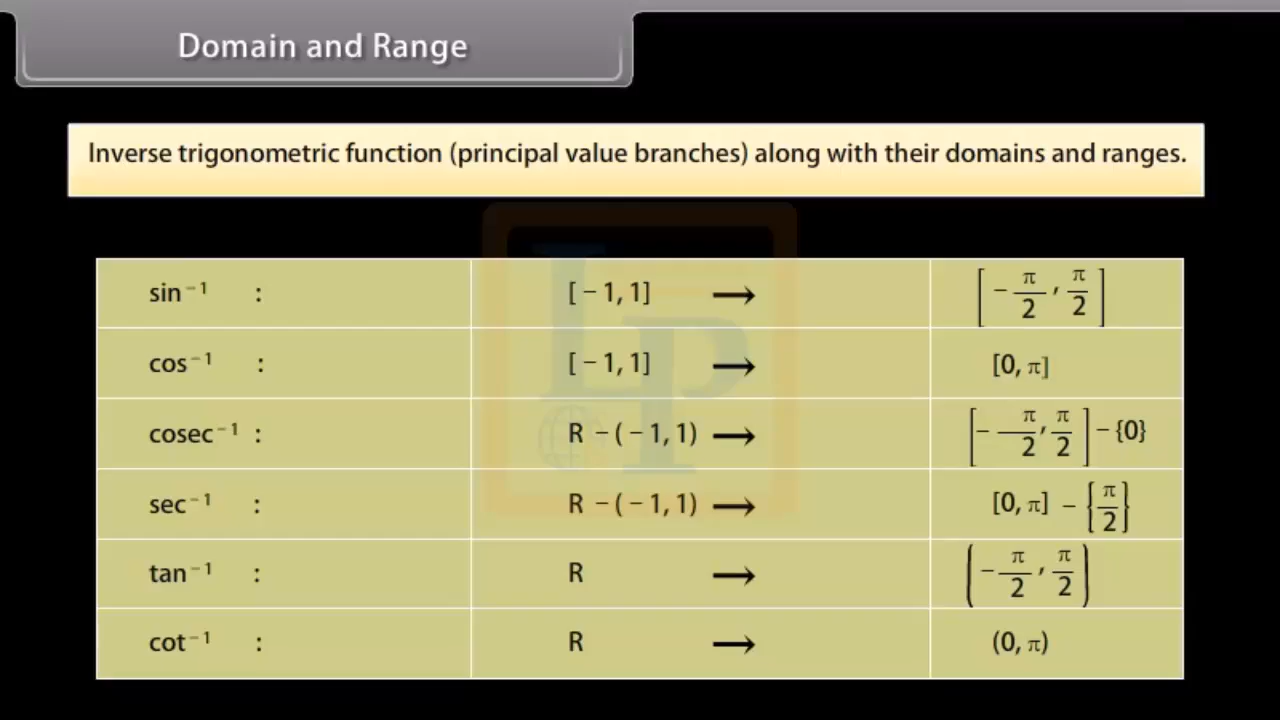 Domain and Range
Inverse trigonometric function (principal value branches) along with their domains and ranges.
sin⁻¹ : [−1, 1] → [−π/2, π/2]
cos⁻¹ : [−1, 1] → [0, π]
cosec⁻¹ : R −(−1, 1) → [−π/2, π/2] −{0}
sec⁻¹ : R −(−1, 1) → [0, π] − {π/2}
tan⁻¹ : R → (−π/2, π/2)
cot⁻¹ : R → (0, π)
LP